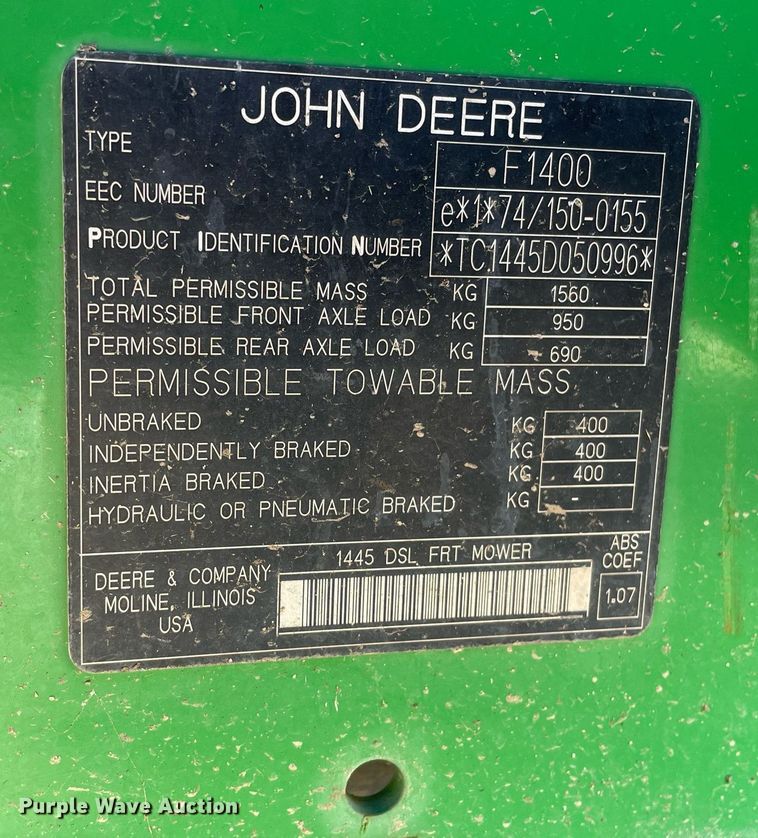 JOHN DEERE
TYPE F1400
EEC NUMBER e*1*74/150-0155
PRODUCT IDENTIFICATION NUMBER *TC1445D050996*
TOTAL PERMISSIBLE MASS KG 1560
PERMISSIBLE FRONT AXLE LOAD KG 950
PERMISSIBLE REAR AXLE LOAD KG 690
PERMISSIBLE TOWABLE MASS
UNBRAKED KG 400
INDEPENDENTLY BRAKED KG 400
INERTIA BRAKED KG 400
HYDRAULIC OR PNEUMATIC BRAKED KG -
1445 DSL FRT MOWER
ABS
COEF
1.07
DEERE & COMPANY
MOLINE, ILLINOIS
USA
Purple Wave Auction